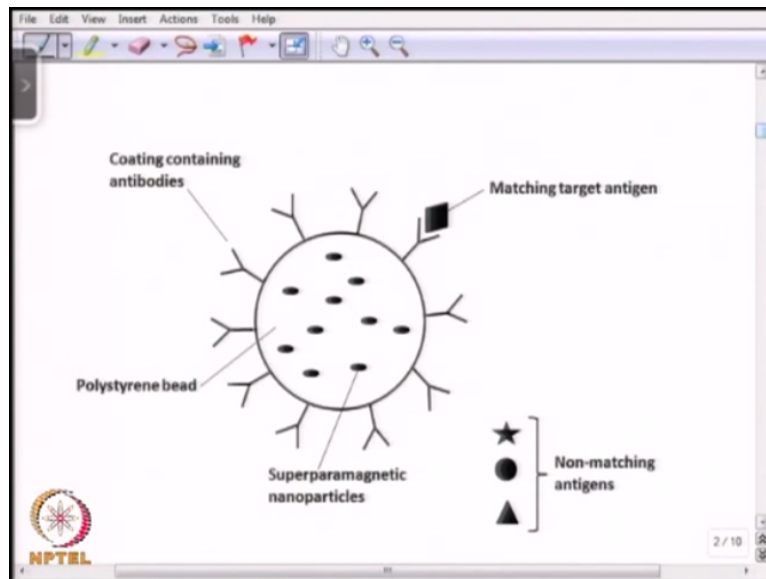 File Edit View Insert Actions Tools Help
Coating containing
antibodies
Matching target antigen
Polystyrene bead
Superparamagnetic
nanoparticles
Non-matching
antigens
2 / 10
NPTEL